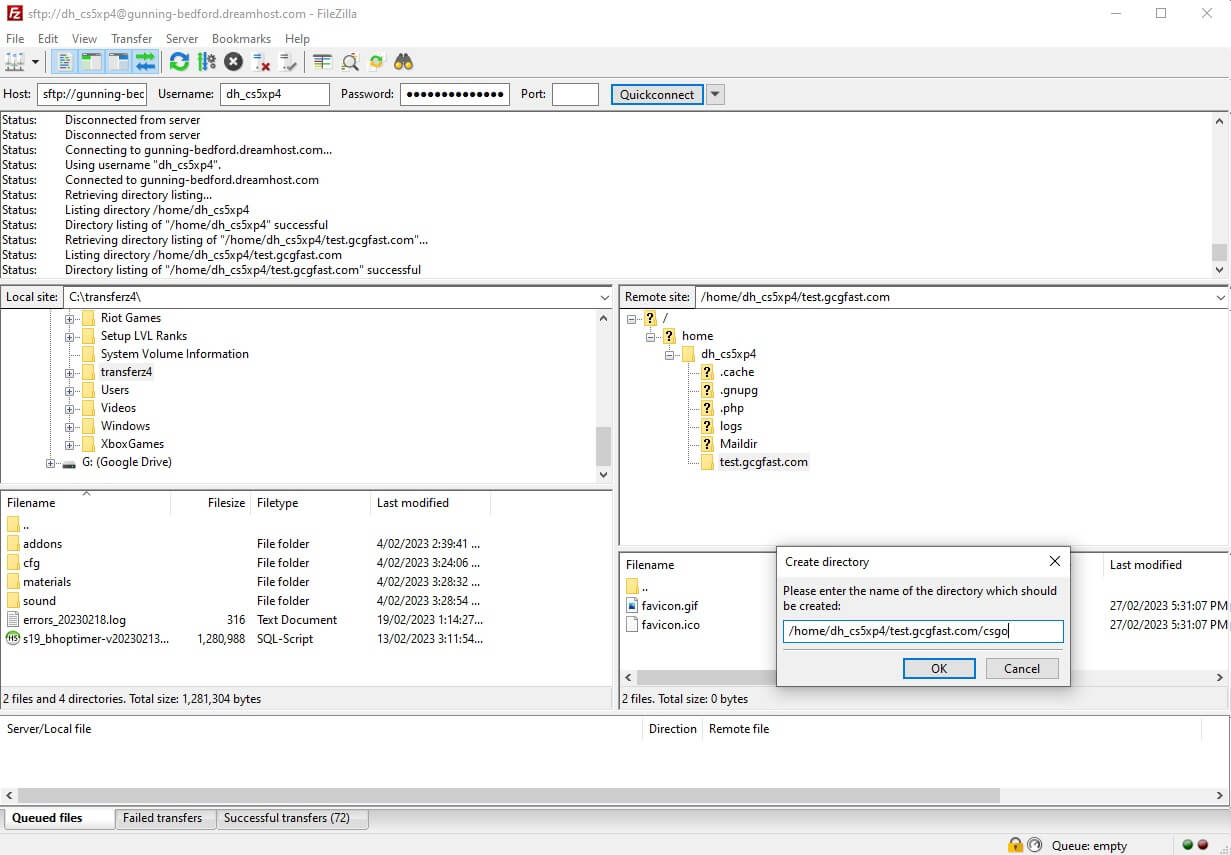 sftp://dh_cs5xp4@gunning-bedford.dreamhost.com - FileZilla
File Edit View Transfer Server Bookmarks Help
Host: sftp://gunning-bec Username: dh_cs5xp4 Password: ●●●●●●●●●●●●●● Port: Quickconnect
Status: Disconnected from server
Status: Disconnected from server
Status: Connecting to gunning-bedford.dreamhost.com...
Status: Using username "dh_cs5xp4".
Status: Connected to gunning-bedford.dreamhost.com
Status: Retrieving directory listing...
Status: Listing directory /home/dh_cs5xp4
Status: Directory listing of "/home/dh_cs5xp4" successful
Status: Retrieving directory listing of "/home/dh_cs5xp4/test.gcgfast.com"...
Status: Listing directory /home/dh_cs5xp4/test.gcgfast.com
Status: Directory listing of "/home/dh_cs5xp4/test.gcgfast.com" successful
Local site: C:\transferz4\
Riot Games
Setup LVL Ranks
System Volume Information
transferz4
Users
Videos
Windows
XboxGames
G: (Google Drive)
Filename Filesize Filetype Last modified
..
addons File folder 4/02/2023 2:39:41 ...
cfg File folder 4/02/2023 3:24:06 ...
materials File folder 4/02/2023 3:28:32 ...
sound File folder 4/02/2023 3:28:54 ...
errors_20230218.log 316 Text Document 19/02/2023 1:14:27...
s19_bhoptimer-v20230213... 1,280,988 SQL-Script 13/02/2023 3:11:54...
2 files and 4 directories. Total size: 1,281,304 bytes
Remote site: /home/dh_cs5xp4/test.gcgfast.com
/
home
dh_cs5xp4
.cache
.gnupg
.php
logs
Maildir
test.gcgfast.com
Filename Last modified
..
favicon.gif 27/02/2023 5:31:07 PM
favicon.ico 27/02/2023 5:31:07 PM
2 files. Total size: 0 bytes
Create directory
Please enter the name of the directory which should
be created:
/home/dh_cs5xp4/test.gcgfast.com/csgo
OK Cancel
Server/Local file Direction Remote file
Queued files Failed transfers Successful transfers (72)
Queue: empty